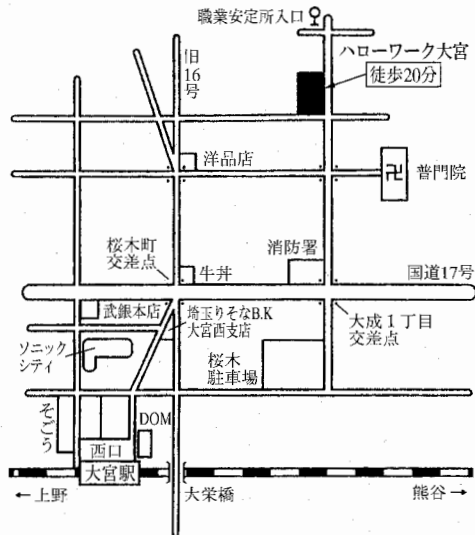 職業安定所入口
ハローワーク大宮
徒歩20分
旧16号
洋品店
卍
普門院
桜木町
交差点
牛丼
消防署
国道17号
武銀本店
埼玉りそなB.K
大宮西支店
大成1丁目
交差点
ソニック
シティ
桜木
駐車場
そごう
DOM
西口
大宮駅
←上野
大栄橋
熊谷→